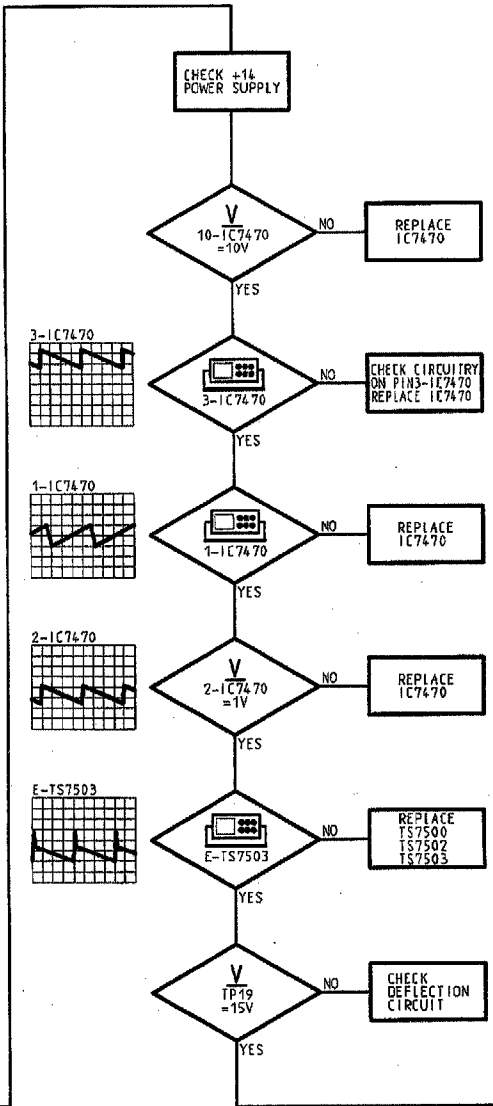 CHECK +14
POWER SUPPLY
V
10-IC7470
=10V
NO
REPLACE
IC7470
YES
3-IC7470
3-IC7470
NO
CHECK CIRCUITRY
ON PIN3-IC7470
REPLACE IC7470
YES
1-IC7470
1-IC7470
NO
REPLACE
IC7470
YES
2-IC7470
V
2-IC7470
=1V
NO
REPLACE
IC7470
YES
E-TS7503
E-TS7503
NO
REPLACE
TS7500
TS7502
TS7503
YES
V
TP19
=15V
NO
CHECK
DEFLECTION
CIRCUIT
YES